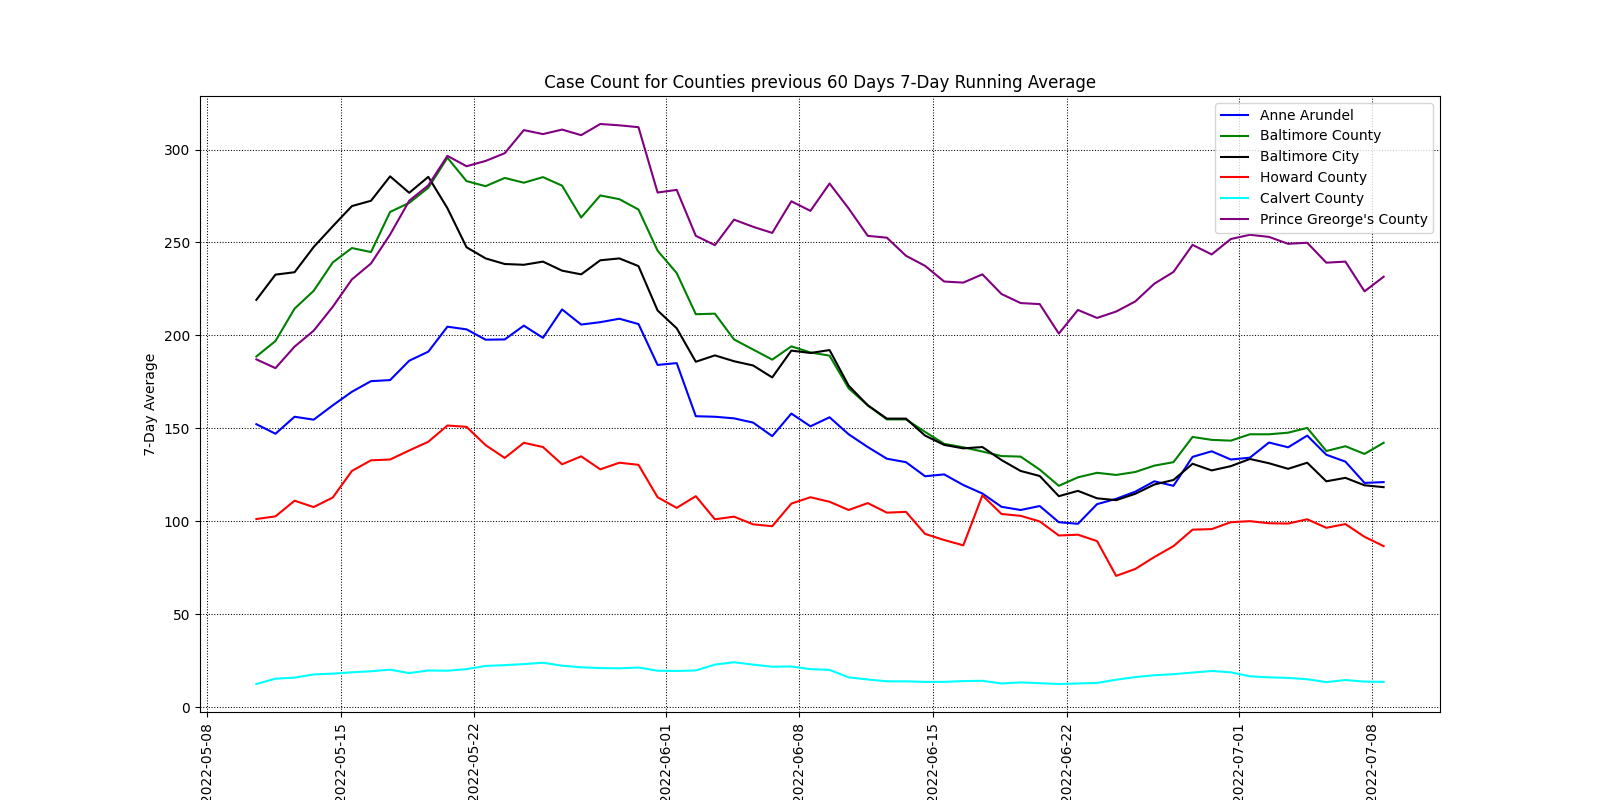 Case Count for Counties previous 60 Days 7-Day Running Average
Anne Arundel
Baltimore County
Baltimore City
Howard County
Calvert County
Prince Greorge's County
7-Day Average
300
250
200
150
100
50
0
2022-05-08
2022-05-15
2022-05-22
2022-06-01
2022-06-08
2022-06-15
2022-06-22
2022-07-01
2022-07-08